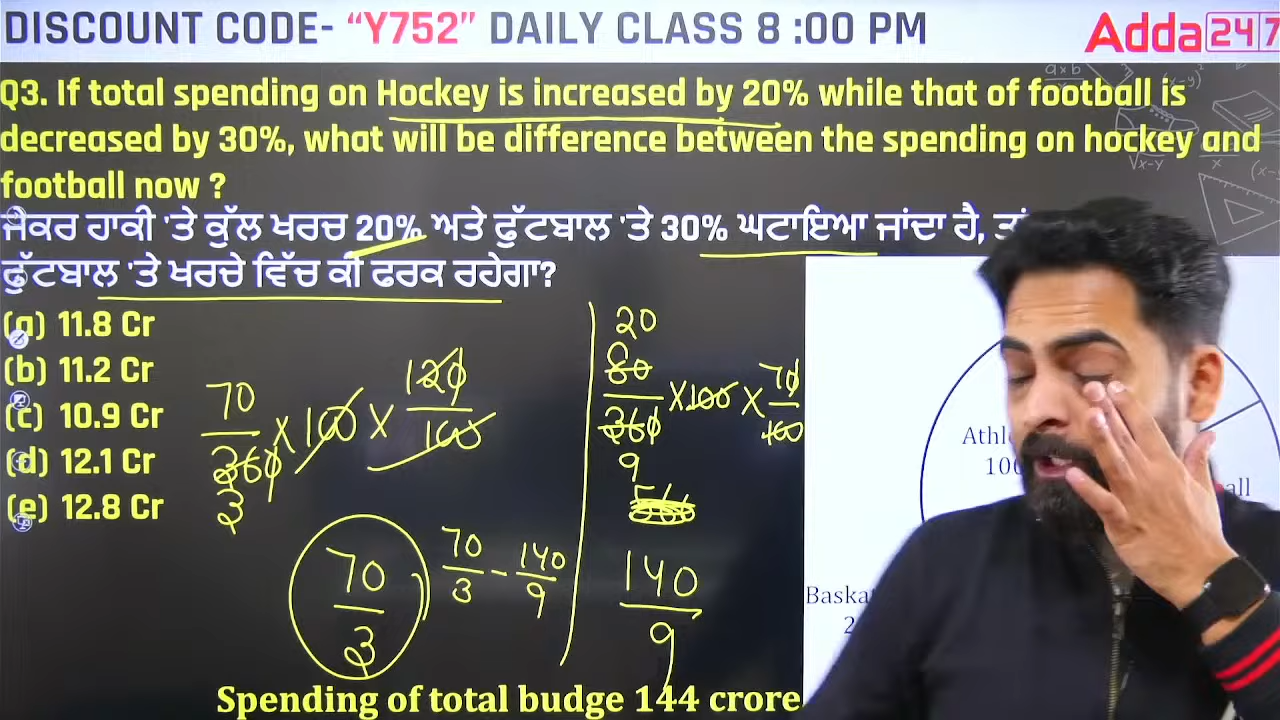 DISCOUNT CODE- “Y752” DAILY CLASS 8 :00 PM
Adda247
Q3. If total spending on Hockey is increased by 20% while that of football is
decreased by 30%, what will be difference between the spending on hockey and
football now ?
ਜੇਕਰ ਹਾਕੀ 'ਤੇ ਕੁੱਲ ਖਰਚ 20% ਅਤੇ ਫੁੱਟਬਾਲ 'ਤੇ 30% ਘਟਾਇਆ ਜਾਂਦਾ ਹੈ, ਤਾਂ
ਫੁੱਟਬਾਲ 'ਤੇ ਖਰਚੇ ਵਿੱਚ ਕੀ ਫਰਕ ਰਹੇਗਾ?
(a) 11.8 Cr
(b) 11.2 Cr
(c) 10.9 Cr
(d) 12.1 Cr
(e) 12.8 Cr
70/360 × 100 × 120/100
3
70/3
70/3 - 140/9
20
80/360 × 100 × 70/100
9
140/9
100
Spending of total budge 144 crore